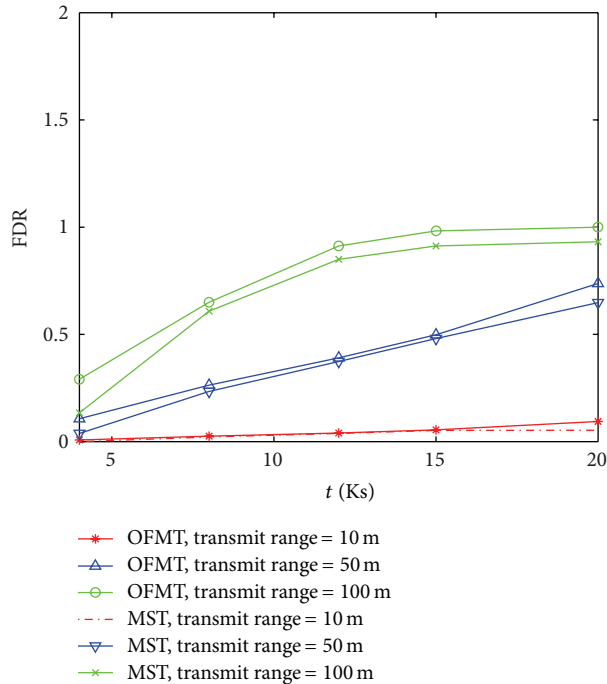 2
1.5
1
0.5
0
FDR
5
10
15
20
t (Ks)
OFMT, transmit range = 10 m
OFMT, transmit range = 50 m
OFMT, transmit range = 100 m
MST, transmit range = 10 m
MST, transmit range = 50 m
MST, transmit range = 100 m